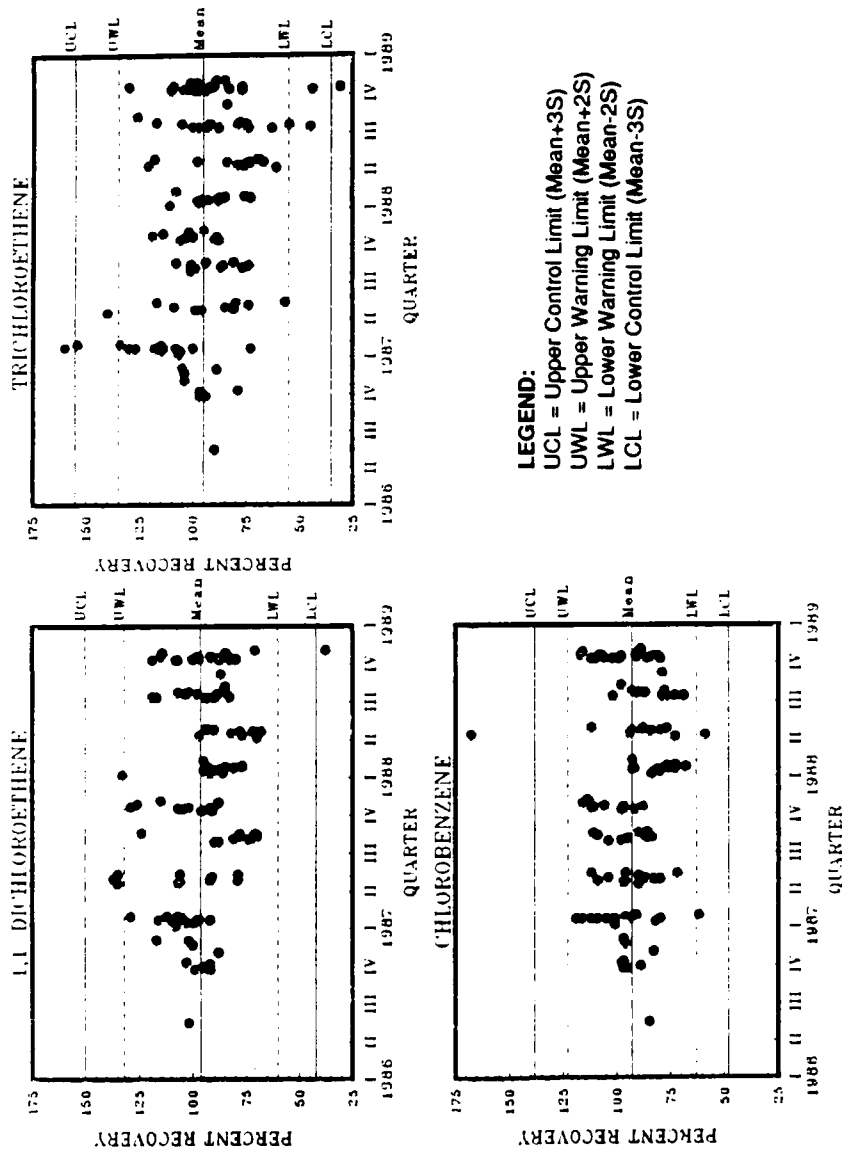 1,1 DICHLOROETHENE
PERCENT RECOVERY
175
150
125
100
75
50
25
UCL
UWL
Mean
LWL
LCL
I II III IV I II III IV I II III IV I
1986 1987 1988 1989
QUARTER
TRICHLOROETHENE
PERCENT RECOVERY
175
150
125
100
75
50
25
UCL
UWL
Mean
LWL
LCL
I II III IV I II III IV I II III IV I
1986 1987 1988 1989
QUARTER
CHLOROBENZENE
PERCENT RECOVERY
175
150
125
100
75
50
25
UCL
UWL
Mean
LWL
LCL
I II III IV I II III IV I II III IV I
1986 1987 1988 1989
QUARTER
LEGEND:
UCL = Upper Control Limit (Mean+3S)
UWL = Upper Warning Limit (Mean+2S)
LWL = Lower Warning Limit (Mean-2S)
LCL = Lower Control Limit (Mean-3S)